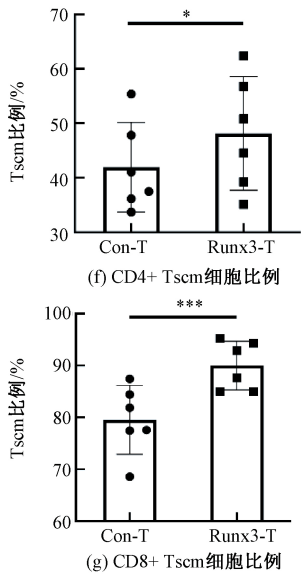 *
70
60
50
40
30
Tscm比例/%
Con-T Runx3-T
(f) CD4+ Tscm细胞比例
***
100
90
80
70
60
Tscm比例/%
Con-T Runx3-T
(g) CD8+ Tscm细胞比例